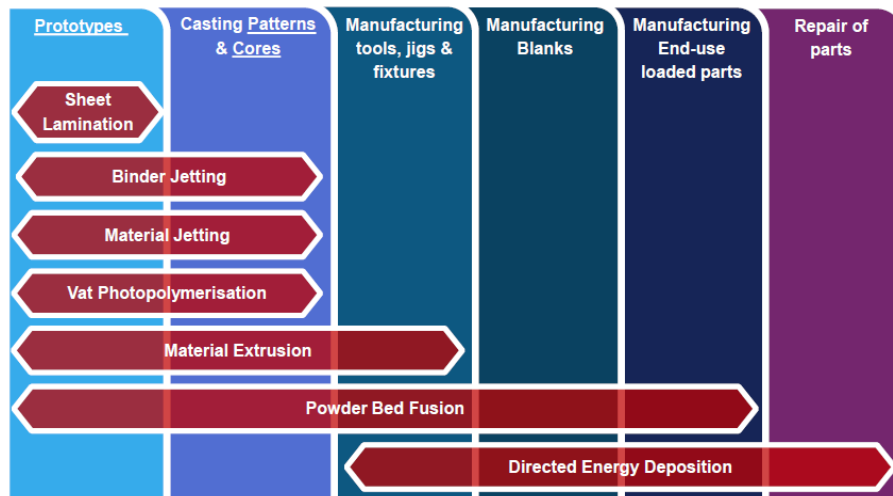 Prototypes
Casting Patterns
& Cores
Manufacturing
tools, jigs &
fixtures
Manufacturing
Blanks
Manufacturing
End-use
loaded parts
Repair of
parts
Sheet
Lamination
Binder Jetting
Material Jetting
Vat Photopolymerisation
Material Extrusion
Powder Bed Fusion
Directed Energy Deposition